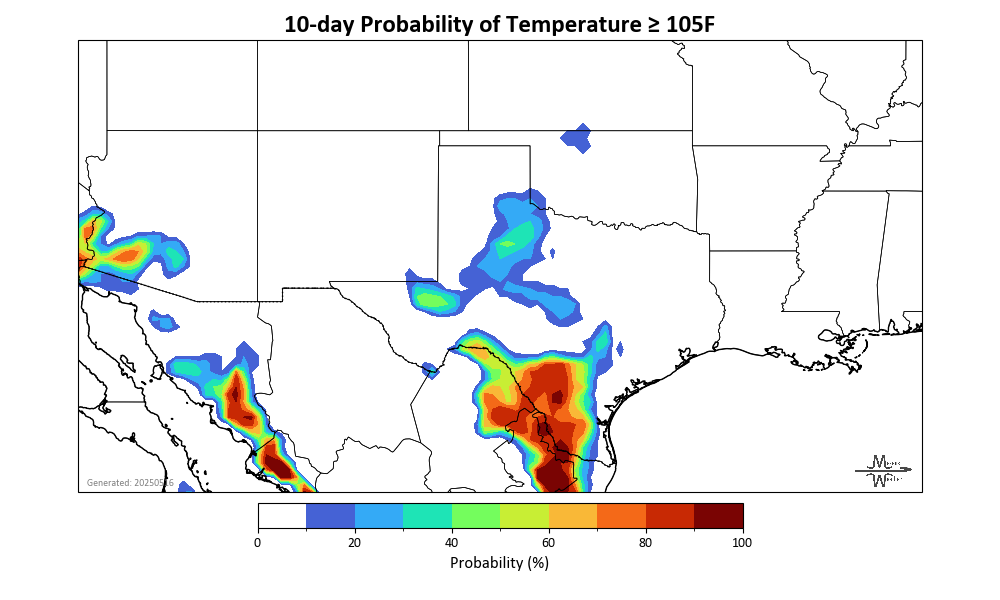 10-day Probability of Temperature ≥ 105F
Generated: 20250516
0 20 40 60 80 100
Probability (%)